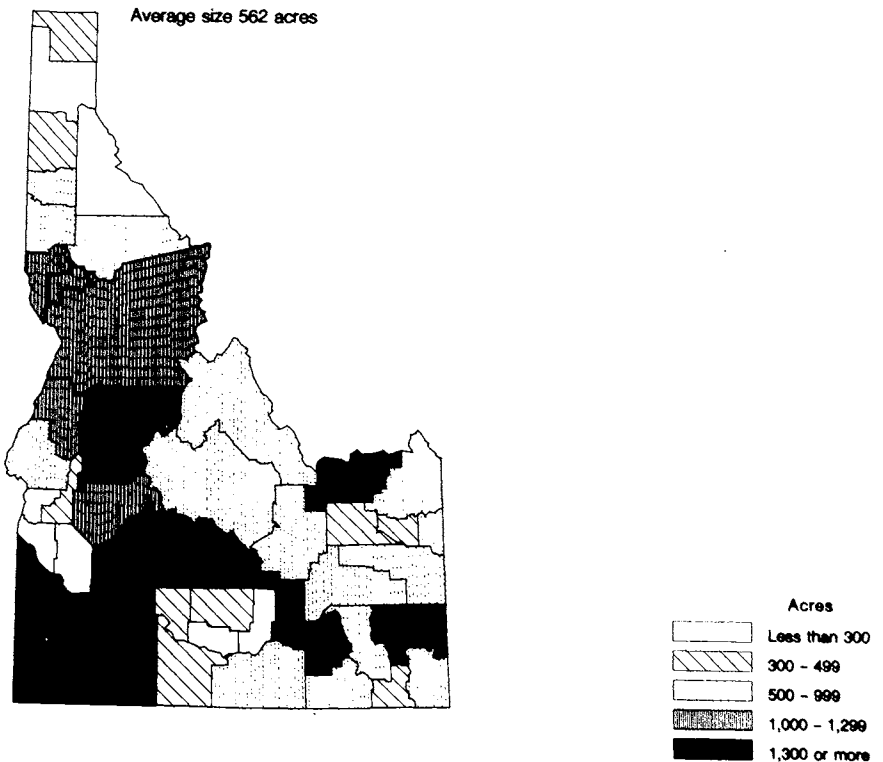 Average size 562 acres
Acres
Less than 300
300 - 499
500 - 999
1,000 - 1,299
1,300 or more